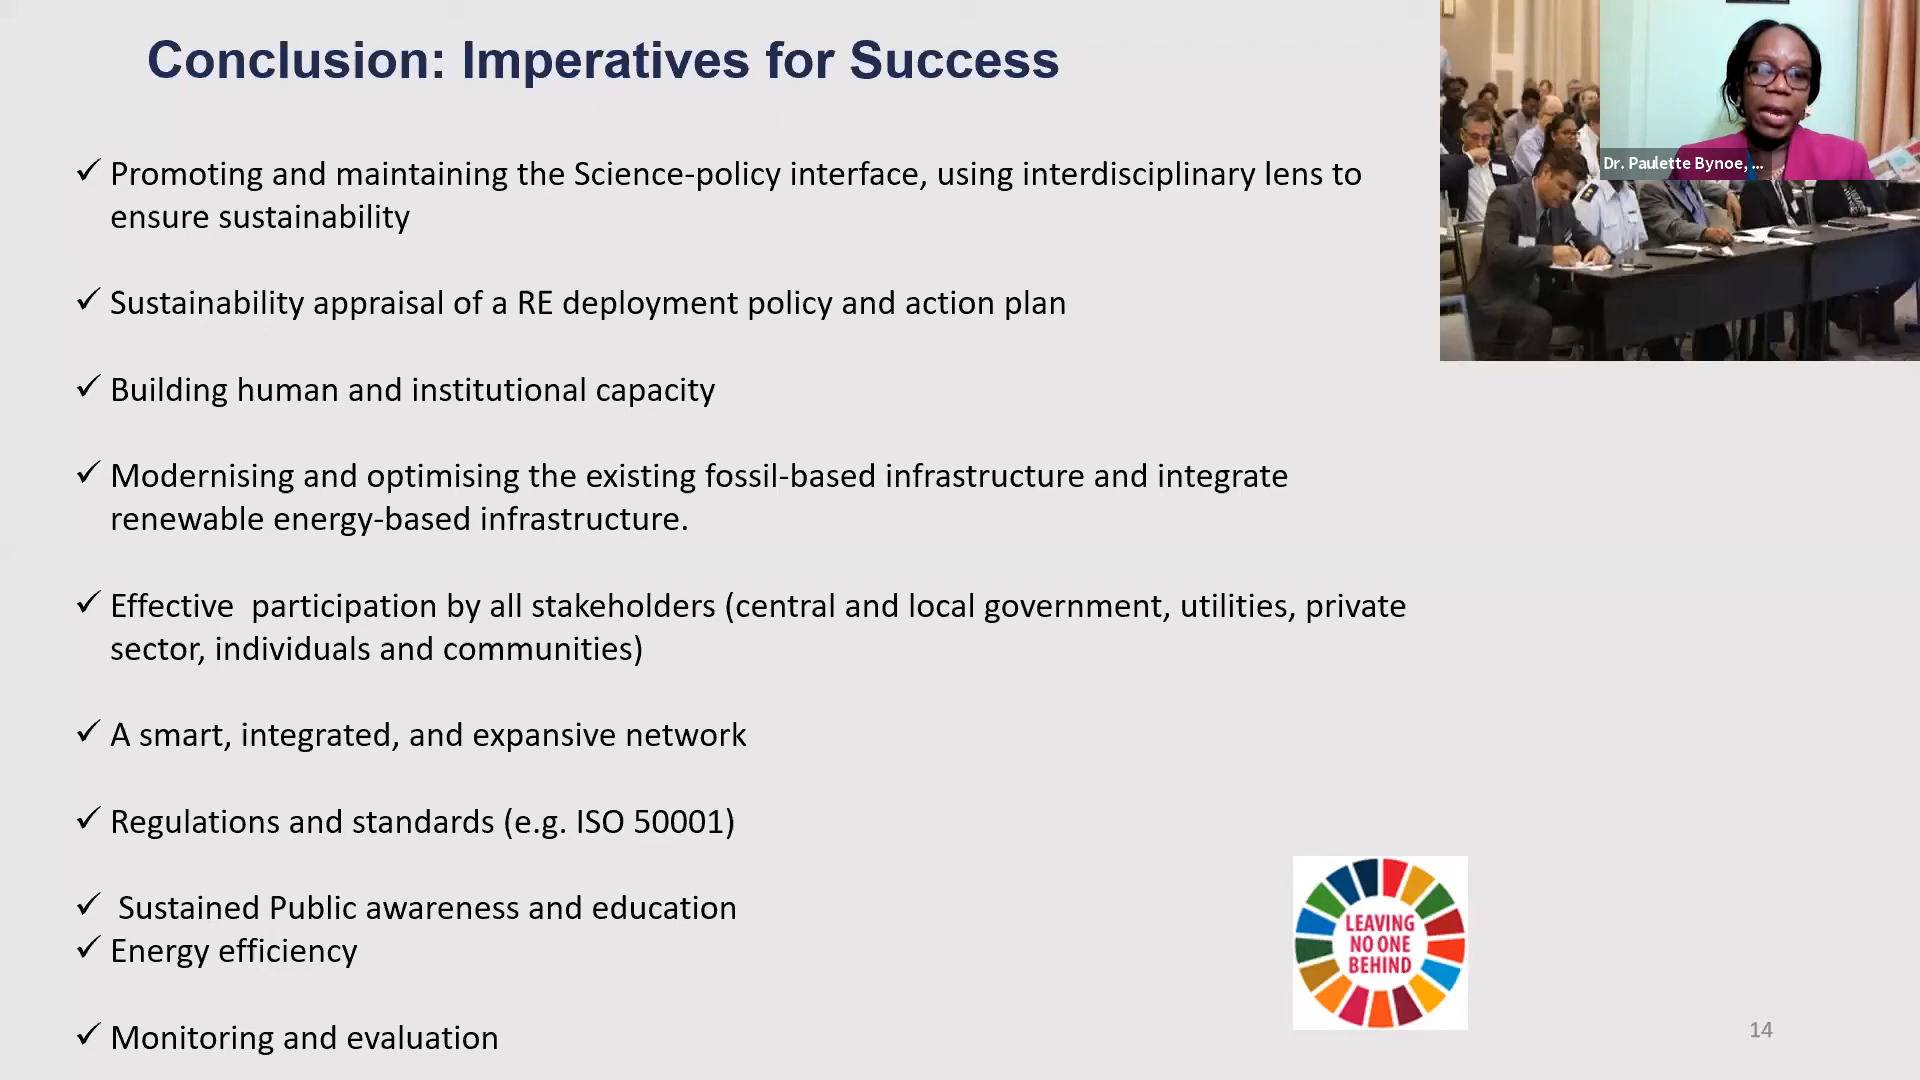 Conclusion: Imperatives for Success
Dr. Paulette Bynoe, ...
✓ Promoting and maintaining the Science-policy interface, using interdisciplinary lens to
ensure sustainability
✓ Sustainability appraisal of a RE deployment policy and action plan
✓ Building human and institutional capacity
✓ Modernising and optimising the existing fossil-based infrastructure and integrate
renewable energy-based infrastructure.
✓ Effective  participation by all stakeholders (central and local government, utilities, private
sector, individuals and communities)
✓ A smart, integrated, and expansive network
✓ Regulations and standards (e.g. ISO 50001)
✓ Sustained Public awareness and education
✓ Energy efficiency
✓ Monitoring and evaluation
LEAVING
NO ONE
BEHIND
14